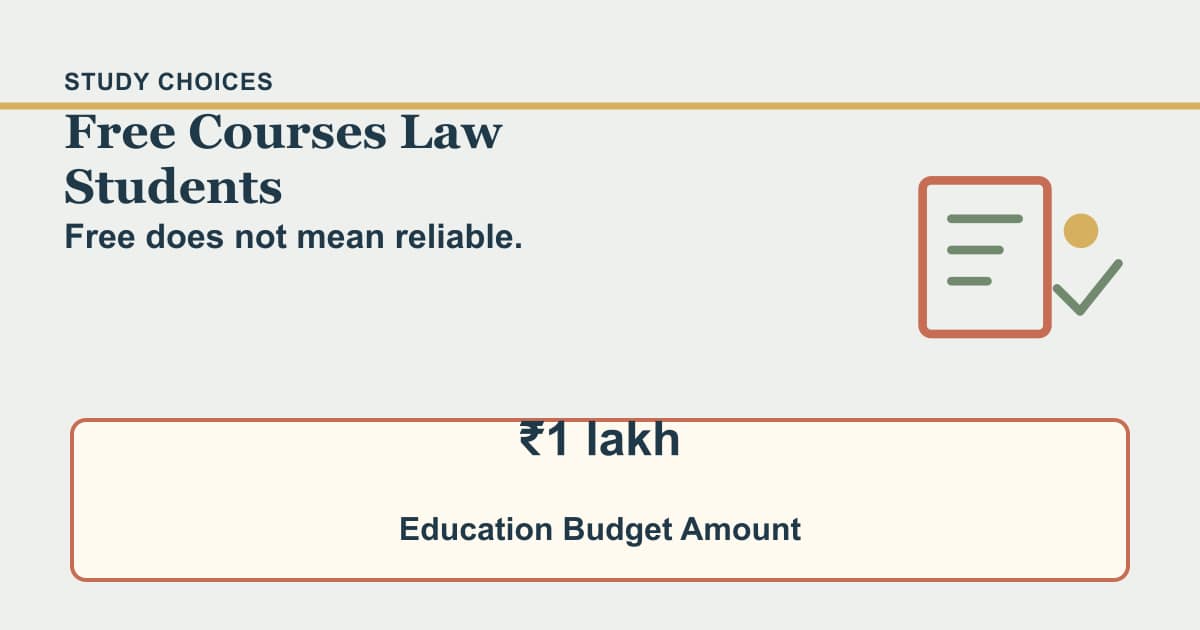 STUDY CHOICES
Free Courses Law
Students
Free does not mean reliable.
₹1 lakh
Education Budget Amount